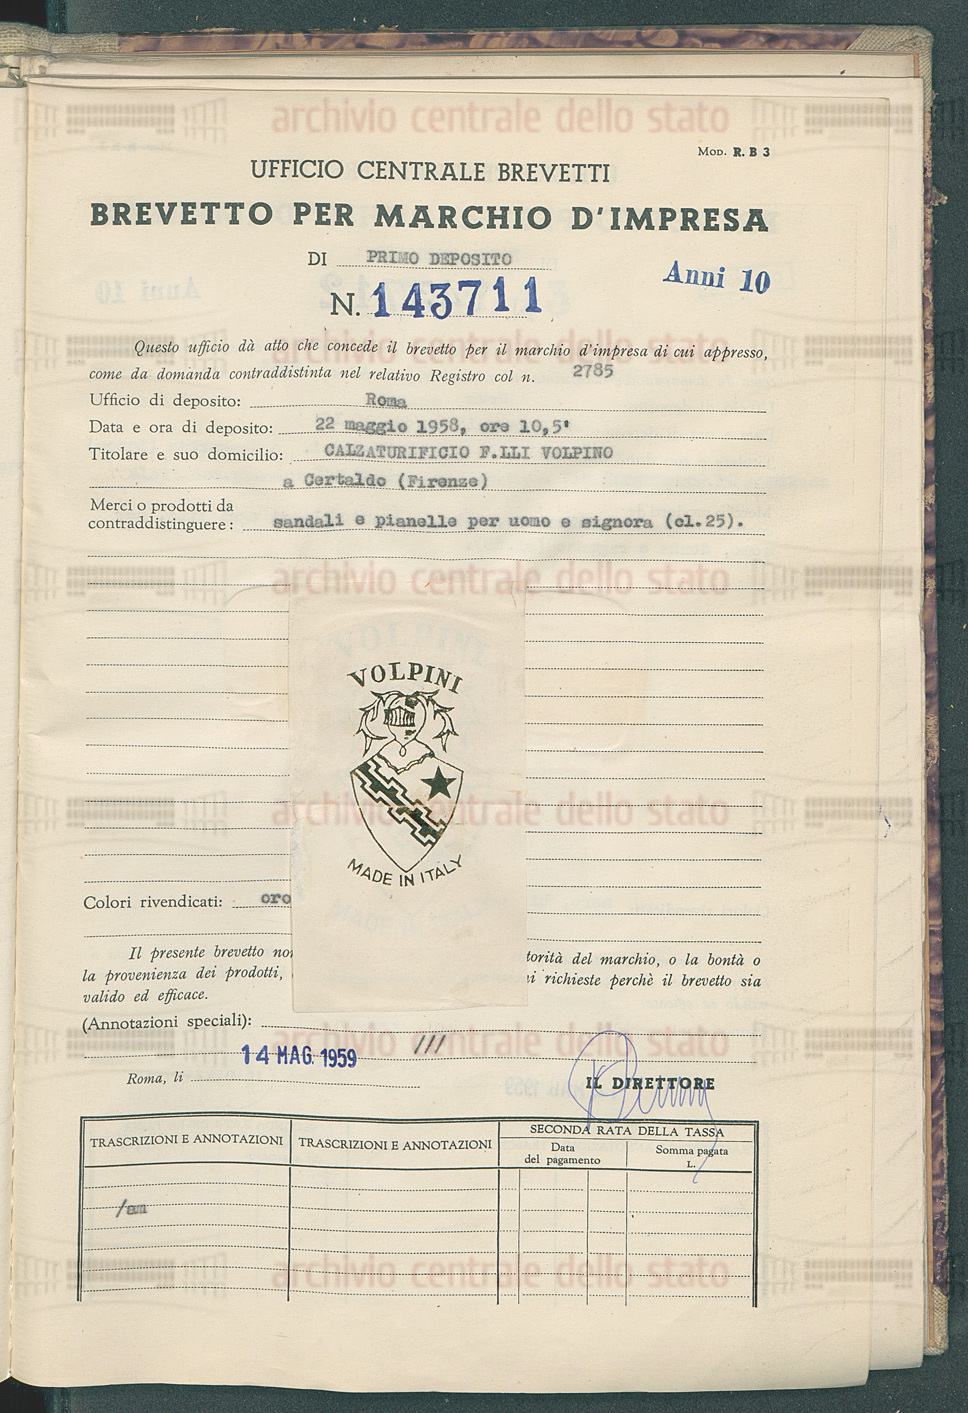 archivio centrale dello stato
MOD. R. B 3
UFFICIO CENTRALE BREVETTI
BREVETTO PER MARCHIO D'IMPRESA
DI PRIMO DEPOSITO
Anni 10
N. 143711
Questo ufficio dà atto che concede il brevetto per il marchio d'impresa di cui appresso,
come da domanda contraddistinta nel relativo Registro col n. 2785
Ufficio di deposito: Roma
Data e ora di deposito: 22 maggio 1958, ore 10,5'
Titolare e suo domicilio: CALZATURIFICIO F.LLI VOLPINO
a Certaldo (Firenze)
Merci o prodotti da
contraddistinguere: sandali e pianelle per uomo e signora (cl.25).
archivio centrale dello stato
VOLPINI
archivio centrale dello stato
MADE IN ITALY
Colori rivendicati: oro
Il presente brevetto non torità del marchio, o la bontà o
la provenienza dei prodotti, ni richieste perchè il brevetto sia
valido ed efficace.
(Annotazioni speciali):
archivio centrale dello stato
14 MAG. 1959 ///
Roma, lì
IL DIRETTORE
TRASCRIZIONI E ANNOTAZIONI TRASCRIZIONI E ANNOTAZIONI SECONDA RATA DELLA TASSA
Data del pagamento
Somma pagata L.
/am
archivio centrale dello stato